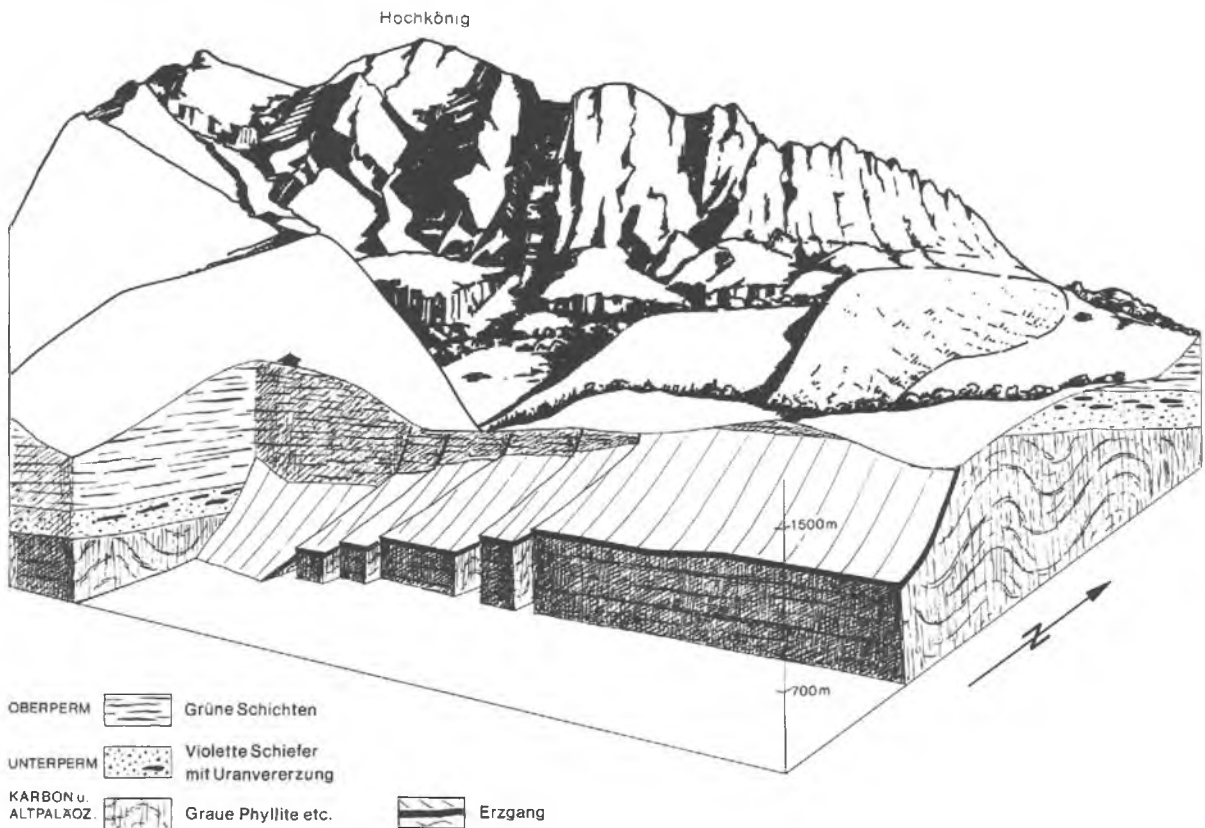 Hochkönig
1500m
N
700m
OBERPERM Grüne Schichten
UNTERPERM Violette Schiefer
mit Uranvererzung
KARBON u.
ALTPALÄOZ. Graue Phyllite etc. Erzgang